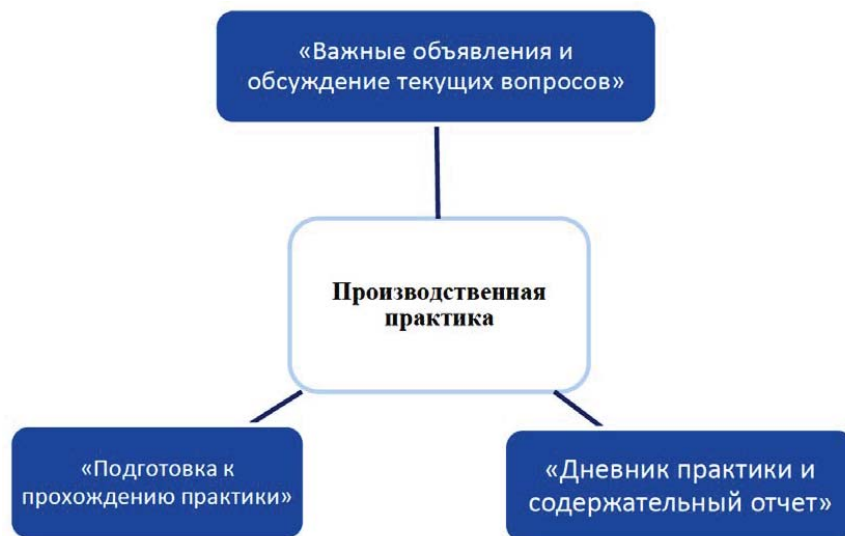 «Важные объявления и
обсуждение текущих вопросов»
Производственная
практика
«Подготовка к
прохождению практики»
«Дневник практики и
содержательный отчет»